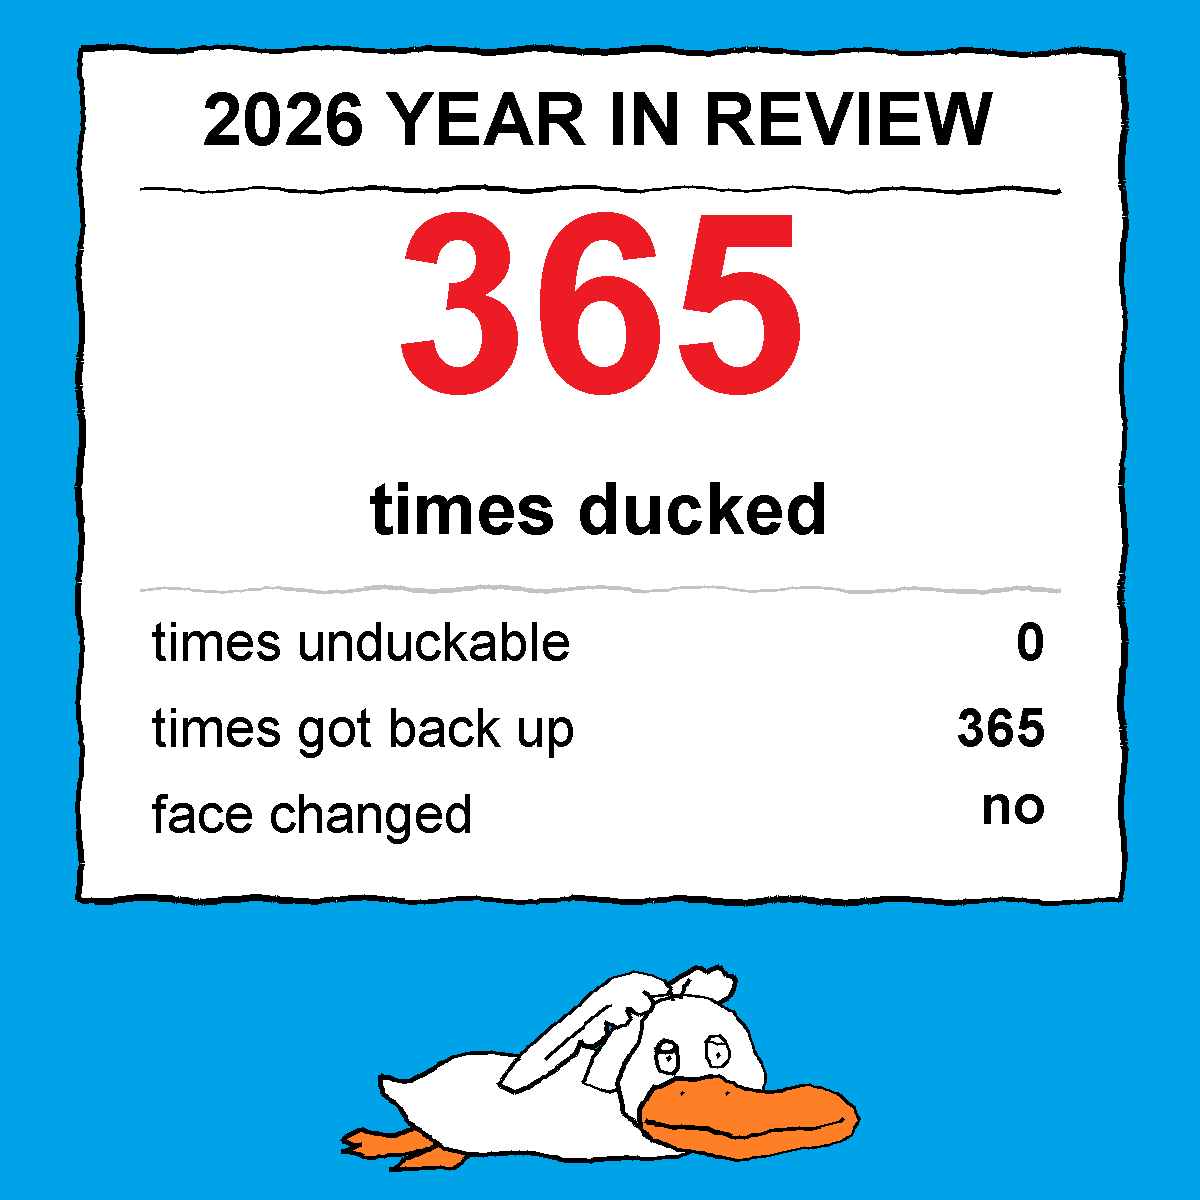 2026 YEAR IN REVIEW
365
times ducked
times unduckable 0
times got back up 365
face changed no